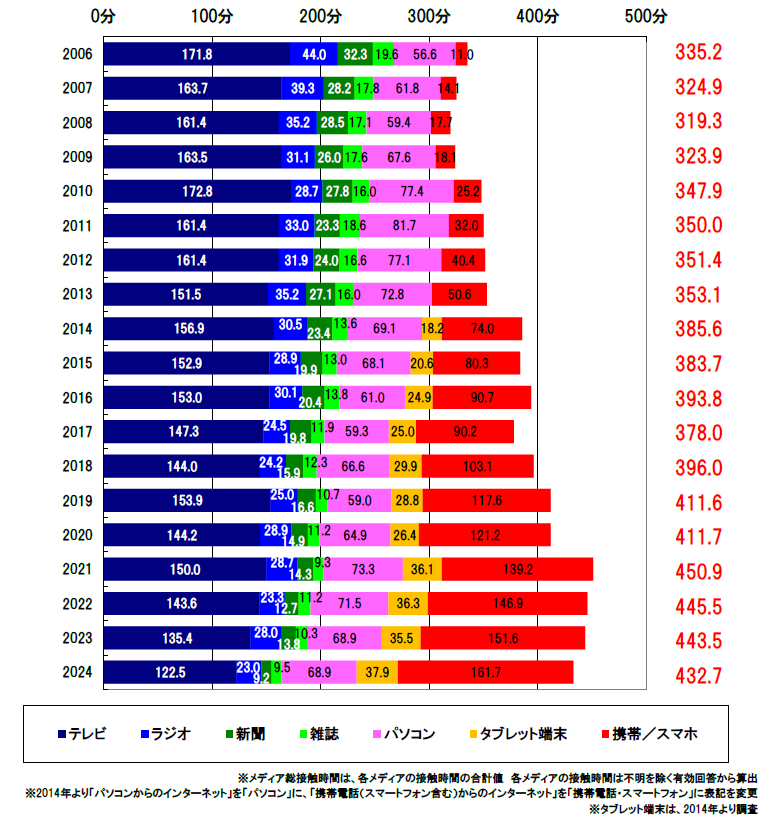 0分 100分 200分 300分 400分 500分
2006 171.8 44.0 32.3 19.6 56.6 11.0 335.2
2007 163.7 39.3 28.2 17.8 61.8 14.1 324.9
2008 161.4 35.2 28.5 17.1 59.4 17.7 319.3
2009 163.5 31.1 26.0 17.6 67.6 18.1 323.9
2010 172.8 28.7 27.8 16.0 77.4 25.2 347.9
2011 161.4 33.0 23.3 18.6 81.7 32.0 350.0
2012 161.4 31.9 24.0 16.6 77.1 40.4 351.4
2013 151.5 35.2 27.1 16.0 72.8 50.6 353.1
2014 156.9 30.5 23.4 13.6 69.1 18.2 74.0 385.6
2015 152.9 28.9 19.9 13.0 68.1 20.6 80.3 383.7
2016 153.0 30.1 20.4 13.8 61.0 24.9 90.7 393.8
2017 147.3 24.5 19.8 11.9 59.3 25.0 90.2 378.0
2018 144.0 24.2 15.9 12.3 66.6 29.9 103.1 396.0
2019 153.9 25.0 16.6 10.7 59.0 28.8 117.6 411.6
2020 144.2 28.9 14.9 11.2 64.9 26.4 121.2 411.7
2021 150.0 28.7 14.3 9.3 73.3 36.1 139.2 450.9
2022 143.6 23.3 12.7 11.2 71.5 36.3 146.9 445.5
2023 135.4 28.0 13.8 10.3 68.9 35.5 151.6 443.5
2024 122.5 23.0 9.2 9.5 68.9 37.9 161.7 432.7
テレビ ラジオ 新聞 雑誌 パソコン タブレット端末 携帯／スマホ
※メディア総接触時間は、各メディアの接触時間の合計値 各メディアの接触時間は不明を除く有効回答から算出
※2014年より「パソコンからのインターネット」を「パソコン」に、「携帯電話（スマートフォン含む）からのインターネット」を「携帯電話・スマートフォン」に表記を変更
※タブレット端末は、2014年より調査